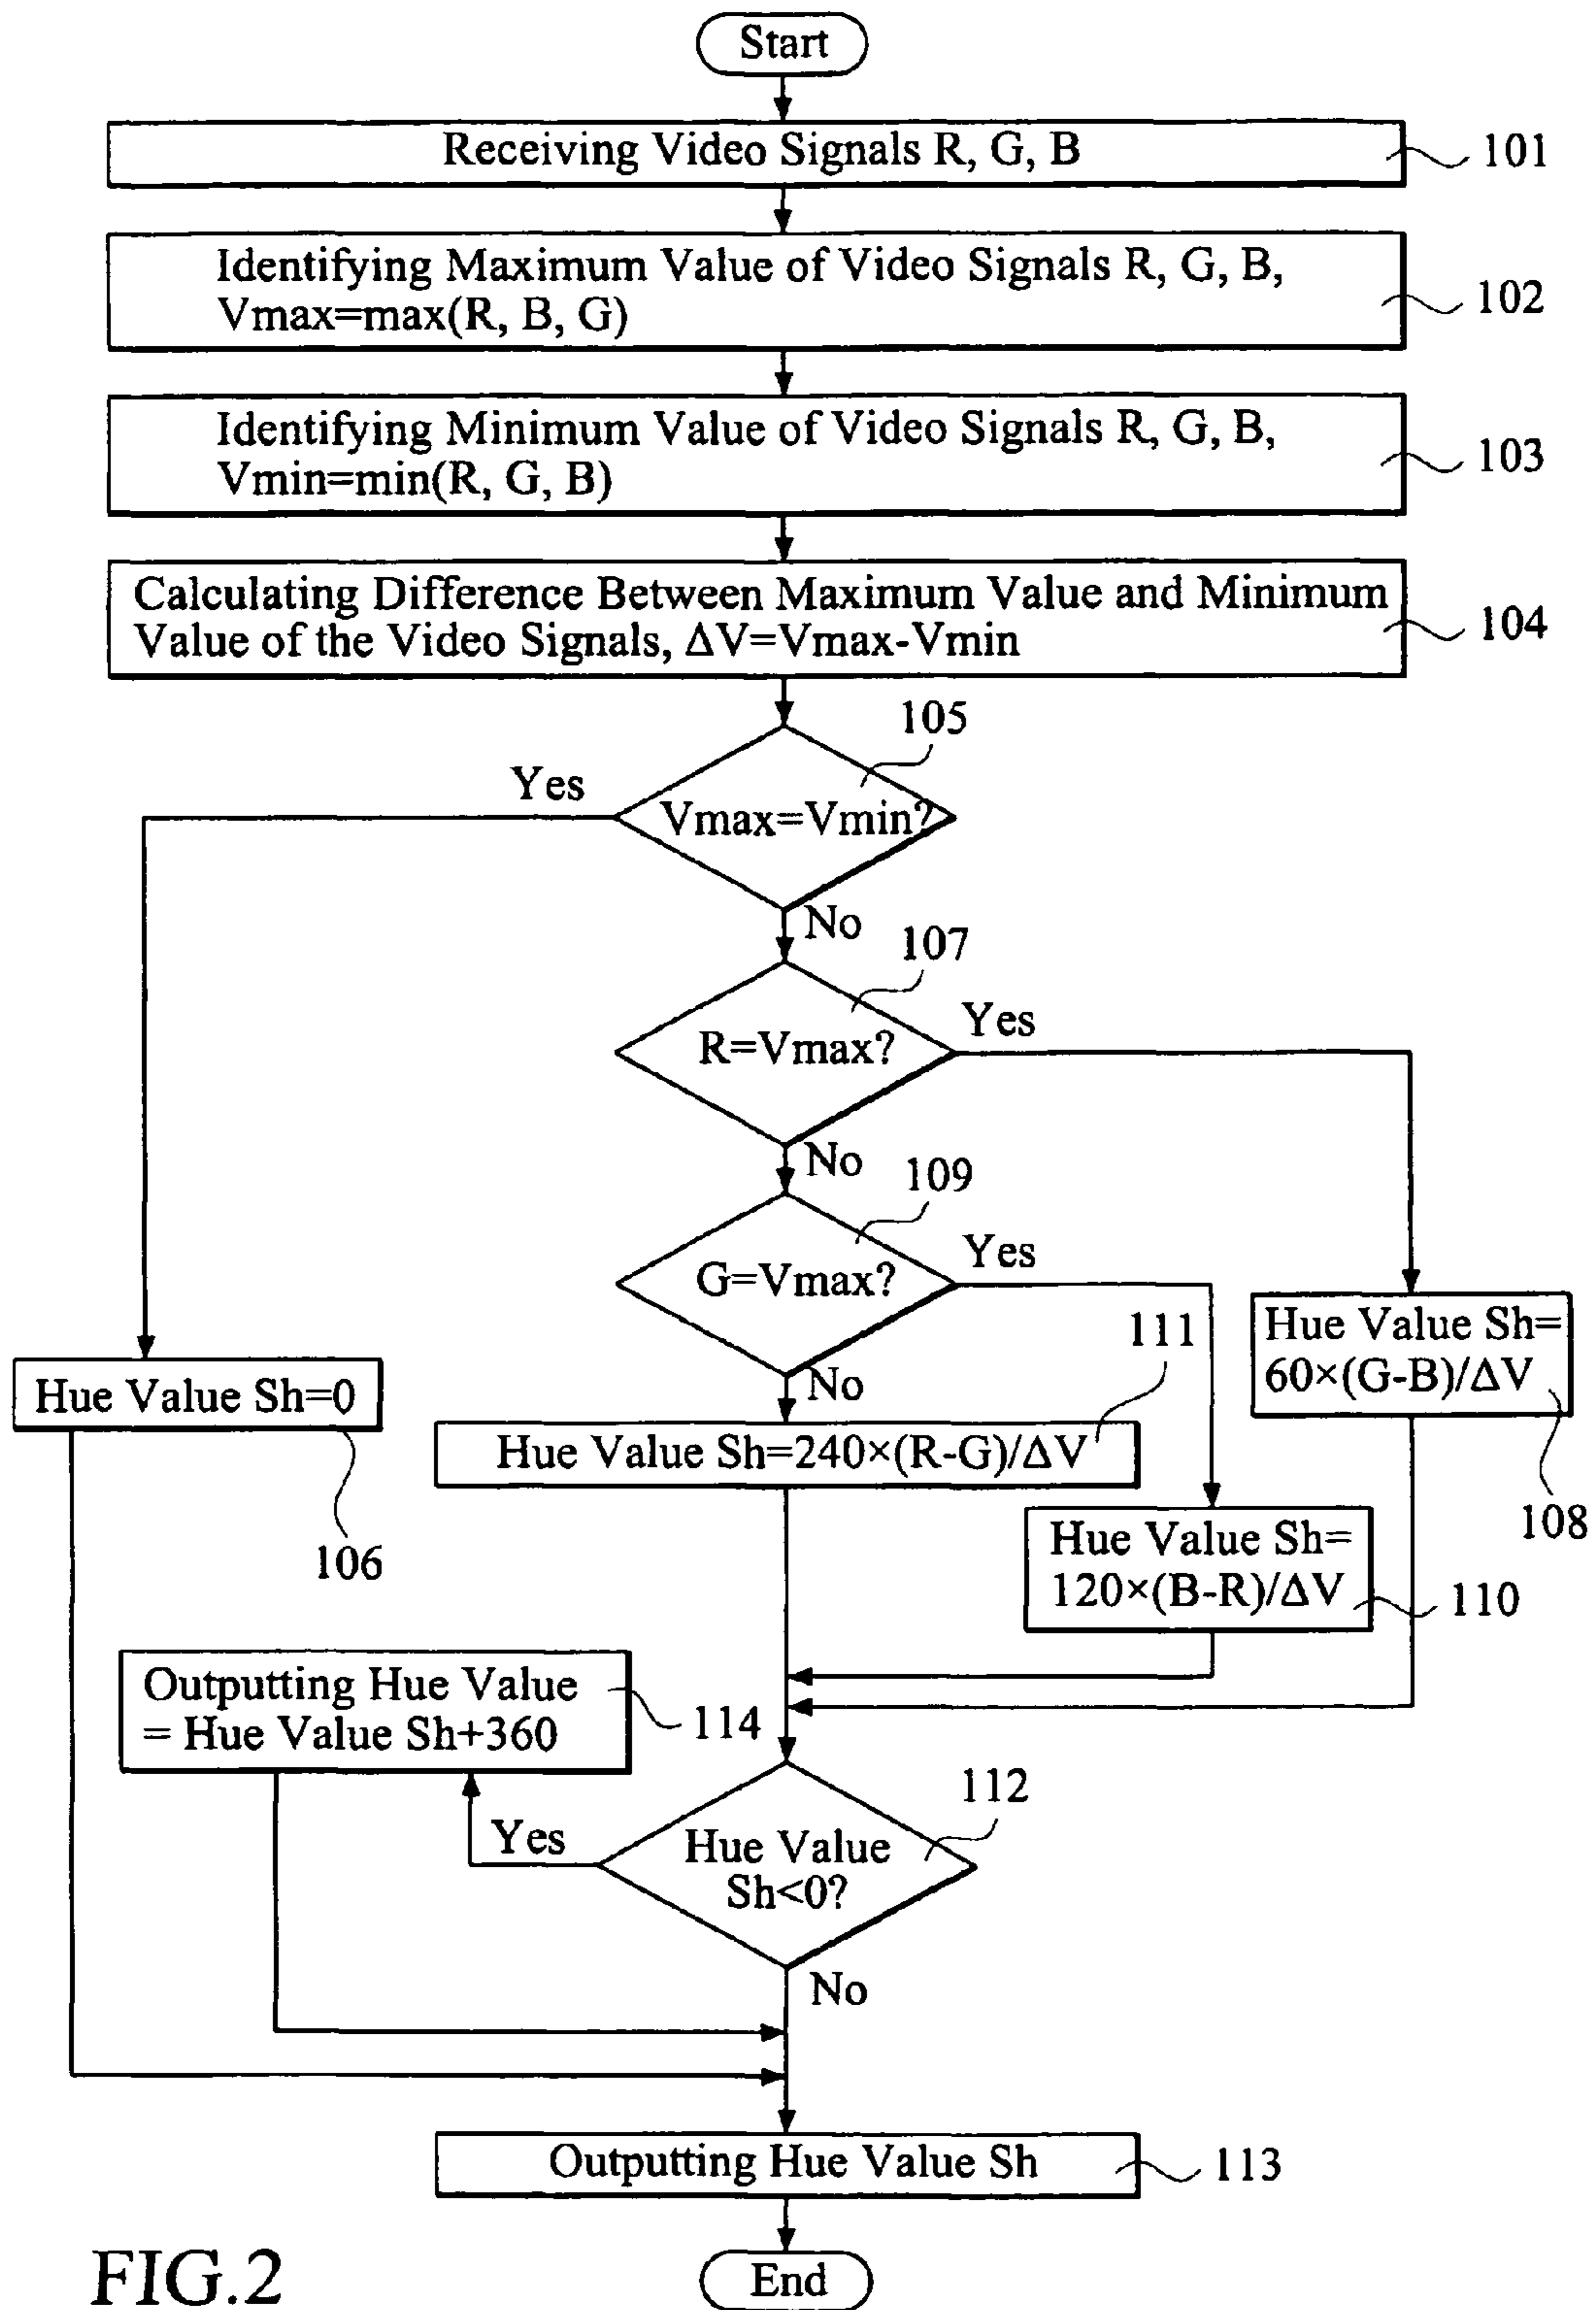 Start
Receiving Video Signals R, G, B
101
Identifying Maximum Value of Video Signals R, G, B,
Vmax=max(R, B, G)
102
Identifying Minimum Value of Video Signals R, G, B,
Vmin=min(R, G, B)
103
Calculating Difference Between Maximum Value and Minimum
Value of the Video Signals, ΔV=Vmax-Vmin
104
105
Yes
Vmax=Vmin?
No
107
Yes
R=Vmax?
No
109
Yes
G=Vmax?
No
111
Hue Value Sh=
60×(G-B)/ΔV
108
Hue Value Sh=0
106
Hue Value Sh=240×(R-G)/ΔV
Hue Value Sh=
120×(B-R)/ΔV
110
Outputting Hue Value
= Hue Value Sh+360
114
112
Yes
Hue Value
Sh<0?
No
Outputting Hue Value Sh
113
End
FIG.2